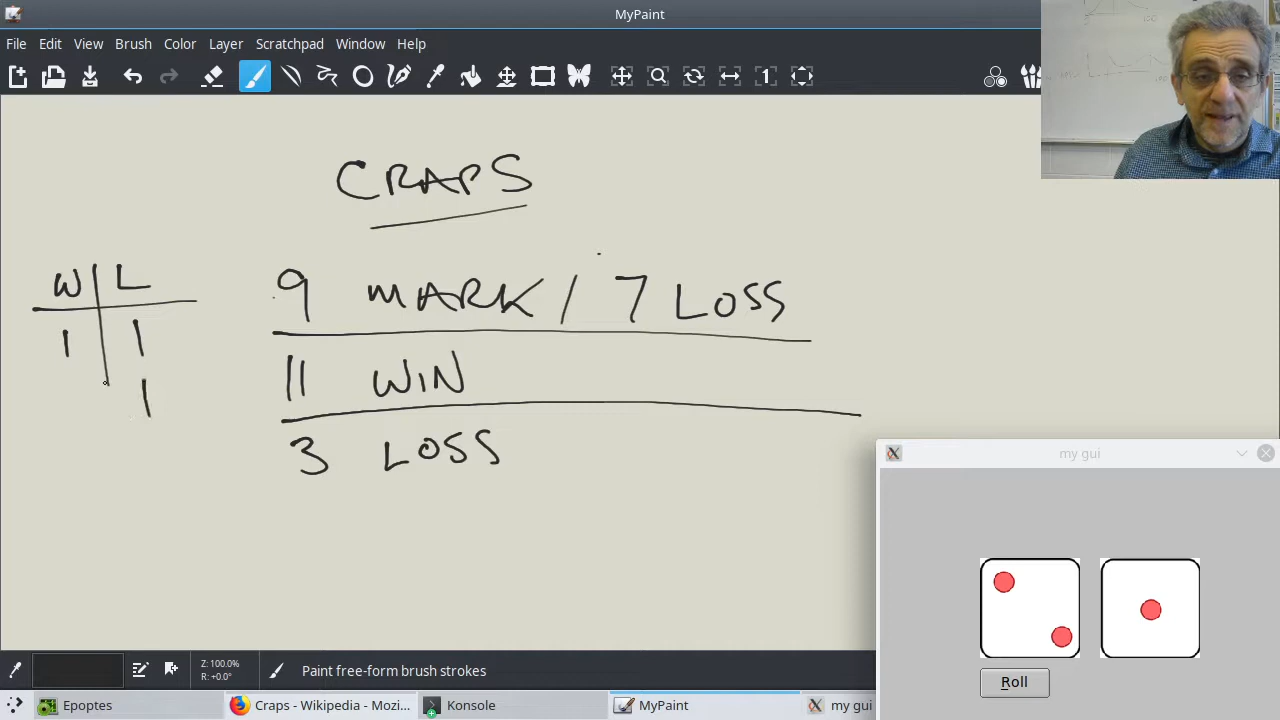 MyPaint
File Edit View Brush Color Layer Scratchpad Window Help
CRAPS
W L
1 1
1
9 MARK / 7 LOSS
11 WIN
3 LOSS
my gui
Roll
Z: 100.0%
R: +0.0°
Paint free-form brush strokes
Epoptes
Craps - Wikipedia - Mozi...
Konsole
MyPaint
my gui